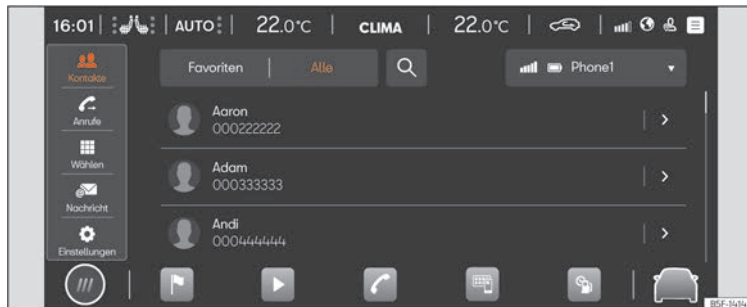 16:01 AUTO 22.0°C CLIMA 22.0°C
Kontakte
Anrufe
Wählen
Nachricht
Einstellungen
Favoriten Alle Phone1
Aaron
000222222
Adam
000333333
Andi
000444444
B5F-1414